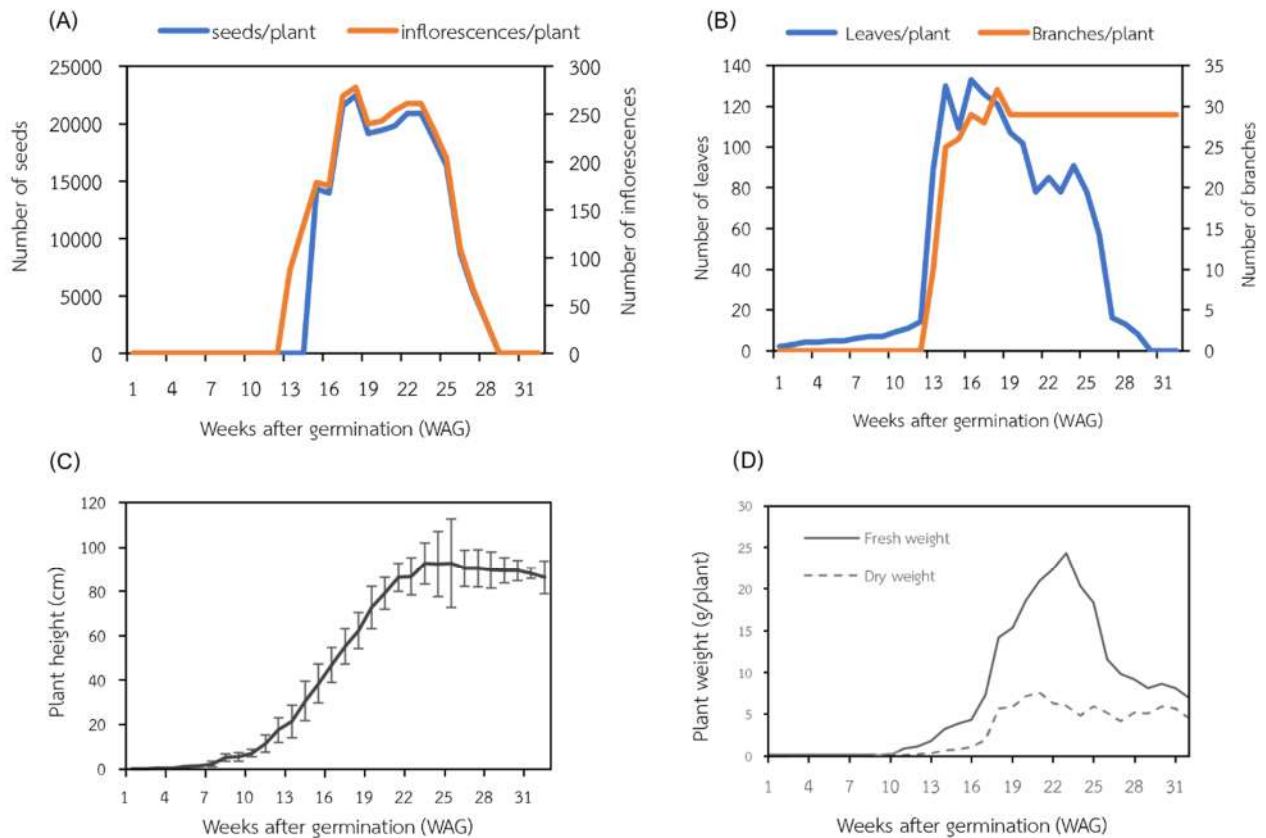 (A)
seeds/plant inflorescences/plant
25000
20000
15000
10000
5000
0
300
250
200
150
100
50
0
Number of seeds
Number of inflorescences
1 4 7 10 13 16 19 22 25 28 31
Weeks after germination (WAG)
(B)
Leaves/plant Branches/plant
140
120
100
80
60
40
20
0
35
30
25
20
15
10
5
0
Number of leaves
Number of branches
1 4 7 10 13 16 19 22 25 28 31
Weeks after germination (WAG)
(C)
120
100
80
60
40
20
0
Plant height (cm)
1 4 7 10 13 16 19 22 25 28 31
Weeks after germination (WAG)
(D)
30
25
20
15
10
5
0
Plant weight (g/plant)
Fresh weight
Dry weight
1 4 7 10 13 16 19 22 25 28 31
Weeks after germination (WAG)